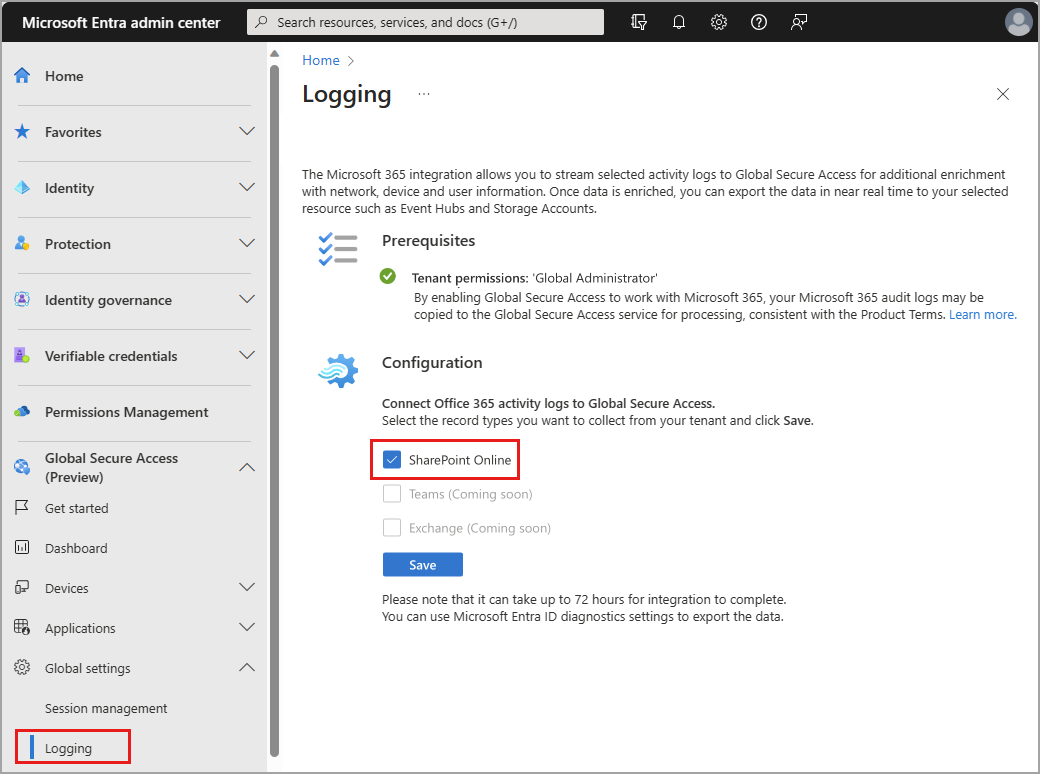 Microsoft Entra admin center
Search resources, services, and docs (G+/)
Home
Favorites
Identity
Protection
Identity governance
Verifiable credentials
Permissions Management
Global Secure Access
(Preview)
Get started
Dashboard
Devices
Applications
Global settings
Session management
Logging
Home
Logging
...
The Microsoft 365 integration allows you to stream selected activity logs to Global Secure Access for additional enrichment
with network, device and user information. Once data is enriched, you can export the data in near real time to your selected
resource such as Event Hubs and Storage Accounts.
Prerequisites
Tenant permissions: 'Global Administrator'
By enabling Global Secure Access to work with Microsoft 365, your Microsoft 365 audit logs may be
copied to the Global Secure Access service for processing, consistent with the Product Terms. Learn more.
Configuration
Connect Office 365 activity logs to Global Secure Access.
Select the record types you want to collect from your tenant and click Save.
SharePoint Online
Teams (Coming soon)
Exchange (Coming soon)
Save
Please note that it can take up to 72 hours for integration to complete.
You can use Microsoft Entra ID diagnostics settings to export the data.